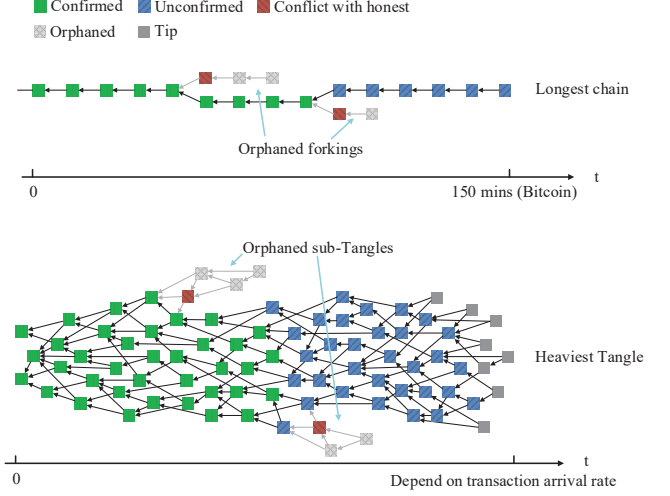 Confirmed Unconfirmed Conflict with honest
Orphaned Tip
Longest chain
Orphaned forkings
t
0 150 mins (Bitcoin)
Orphaned sub-Tangles
Heaviest Tangle
t
0 Depend on transaction arrival rate